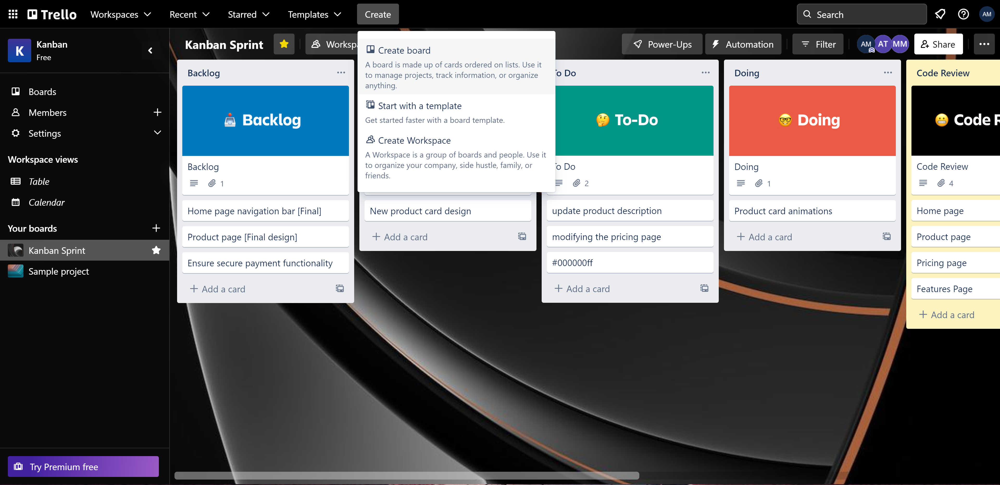 Trello
Workspaces
Recent
Starred
Templates
Create
Search
AM
K
Kanban
Free
Boards
Members
Settings
Workspace views
Table
Calendar
Your boards
Kanban Sprint
Sample project
Try Premium free
Kanban Sprint
Power-Ups
Automation
Filter
AM
AT
MM
Share
Create board
A board is made up of cards ordered on lists. Use it
to manage projects, track information, or organize
anything.
Start with a template
Get started faster with a board template.
Create Workspace
A Workspace is a group of boards and people. Use it
to organize your company, side hustle, family, or
friends.
Backlog
Backlog
Backlog
1
Home page navigation bar [Final]
Product page [Final design]
Ensure secure payment functionality
Add a card
New product card design
Add a card
To Do
To-Do
To Do
2
update product description
modifying the pricing page
#000000ff
Add a card
Doing
Doing
Doing
1
Product card animations
Add a card
Code Review
Code R
Code Review
4
Home page
Product page
Pricing page
Features Page
Add a card